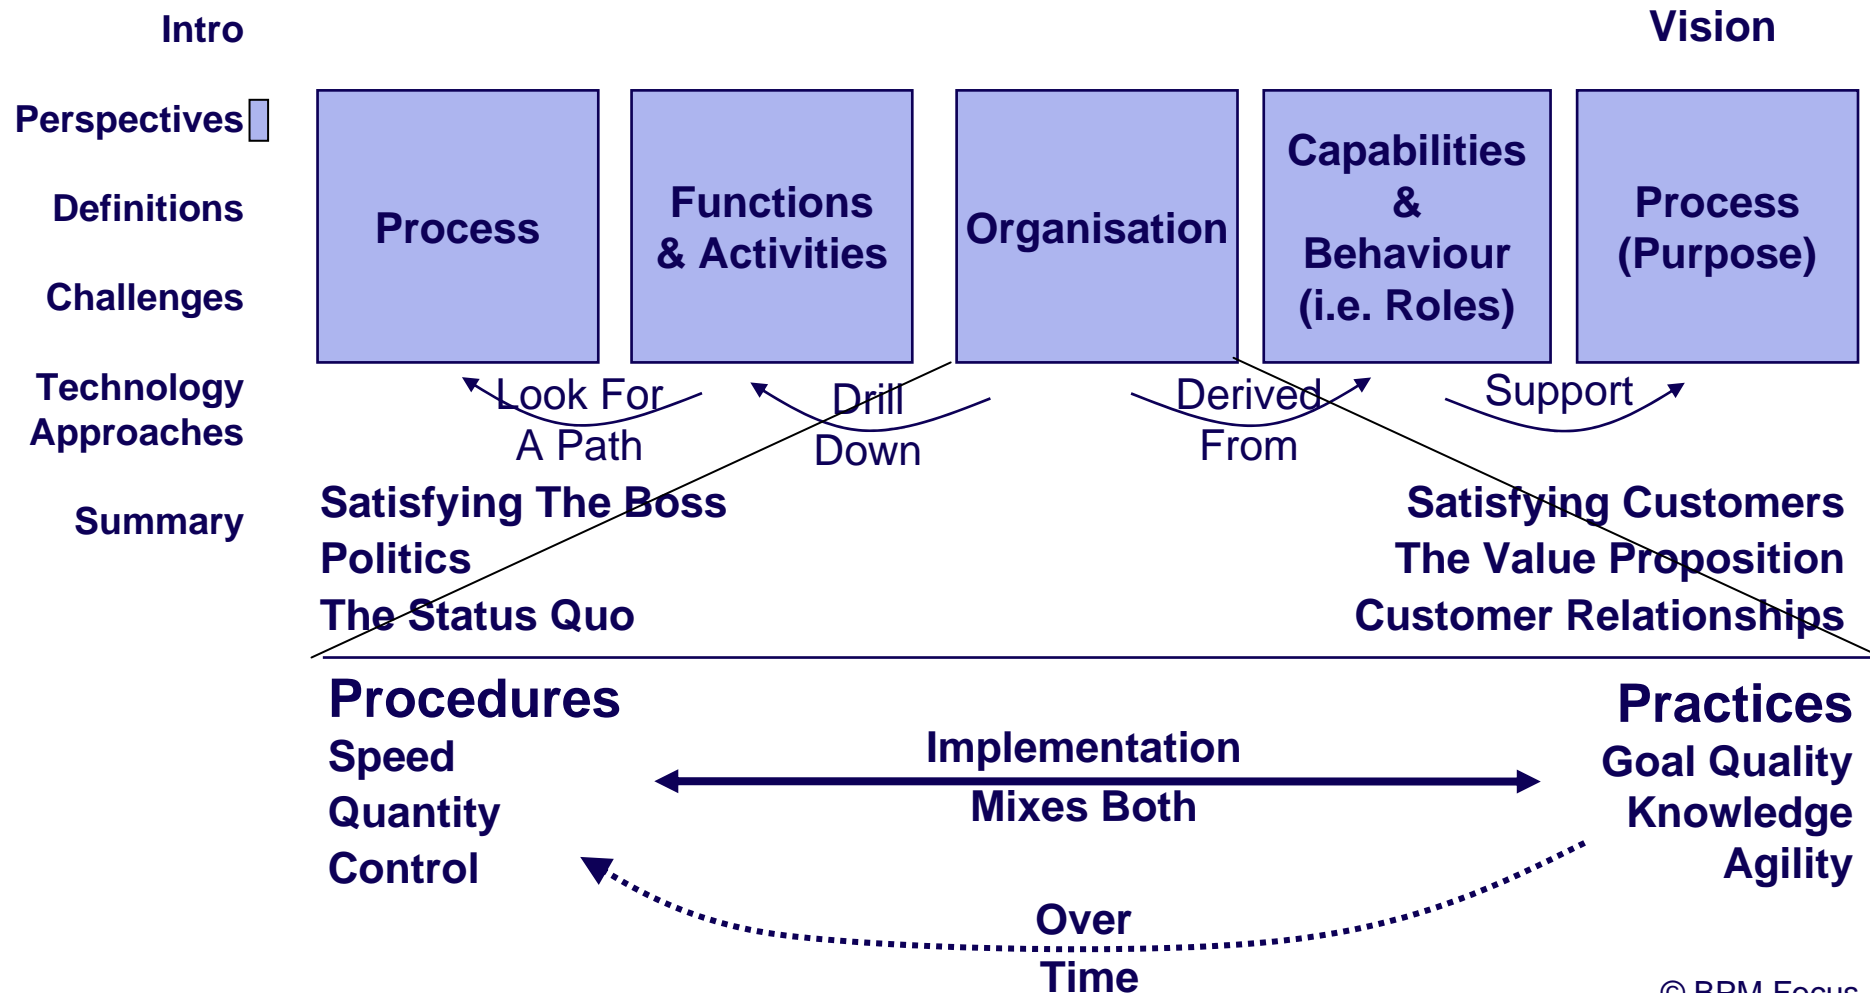 Intro
Perspectives
Definitions
Challenges
Technology
Approaches
Summary
Vision
Process
Functions
& Activities
Organisation
Capabilities
&
Behaviour
(i.e. Roles)
Process
(Purpose)
Look For
A Path
Drill
Down
Derived
From
Support
Satisfying The Boss
Politics
The Status Quo
Satisfying Customers
The Value Proposition
Customer Relationships
Procedures
Speed
Quantity
Control
Implementation
Mixes Both
Practices
Goal Quality
Knowledge
Agility
Over
Time
© BPM Focus